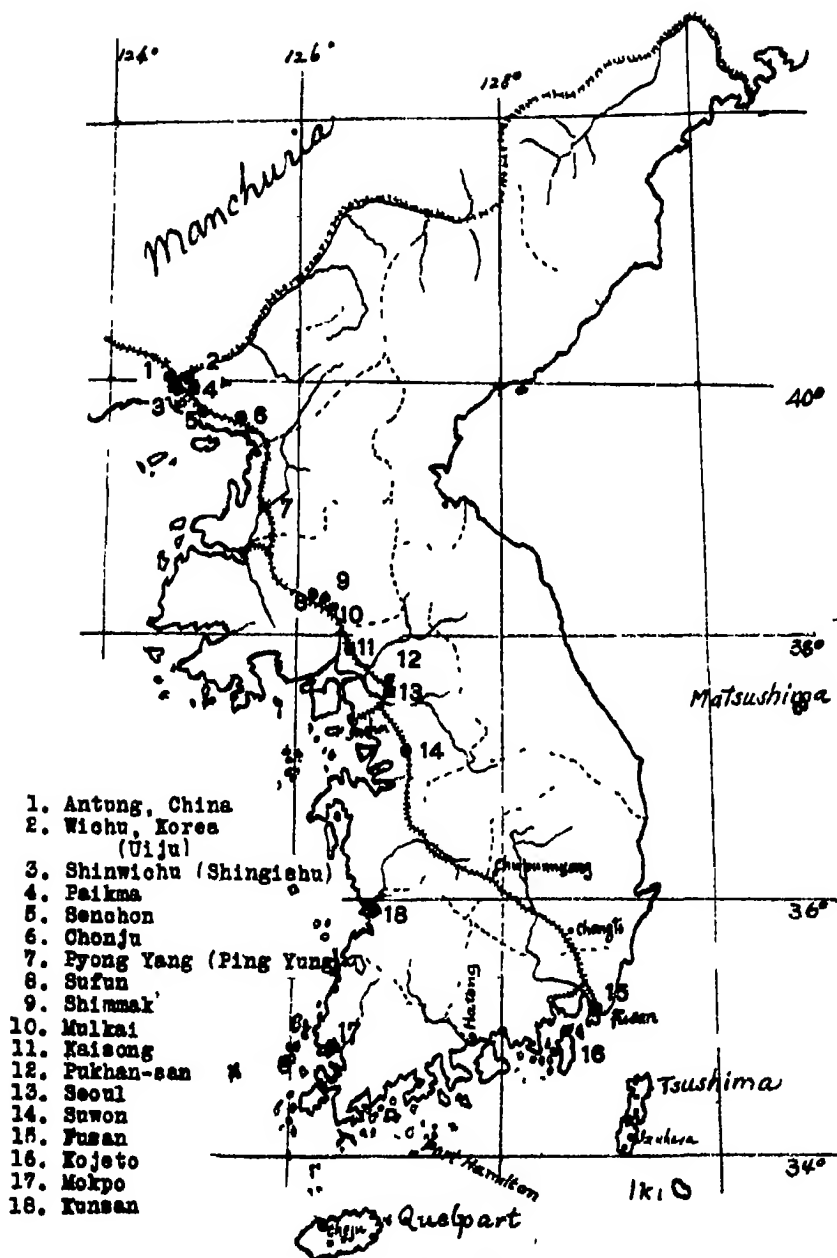 124°
126°
128°
Manchuria
1
2
3
4
5
6
40°
7
8
9
10
11
12
38°
13
Matsushima
14
1. Antung, China
2. Wichu, Korea
(Uiju)
3. Shinwichu (Shingishu)
4. Paikma
5. Senchon
6. Chonju
7. Pyong Yang (Ping Yung)
8. Sufun
9. Shimmak
10. Mulkai
11. Kaisong
12. Pukhan-san
13. Seoul
14. Suwon
15. Fusan
16. Kojeto
17. Mokpo
18. Kunsan
36°
18
15
Fusan
Hatong
17
16
Tsushima
Port Hamilton
34°
Iki
Quelpart